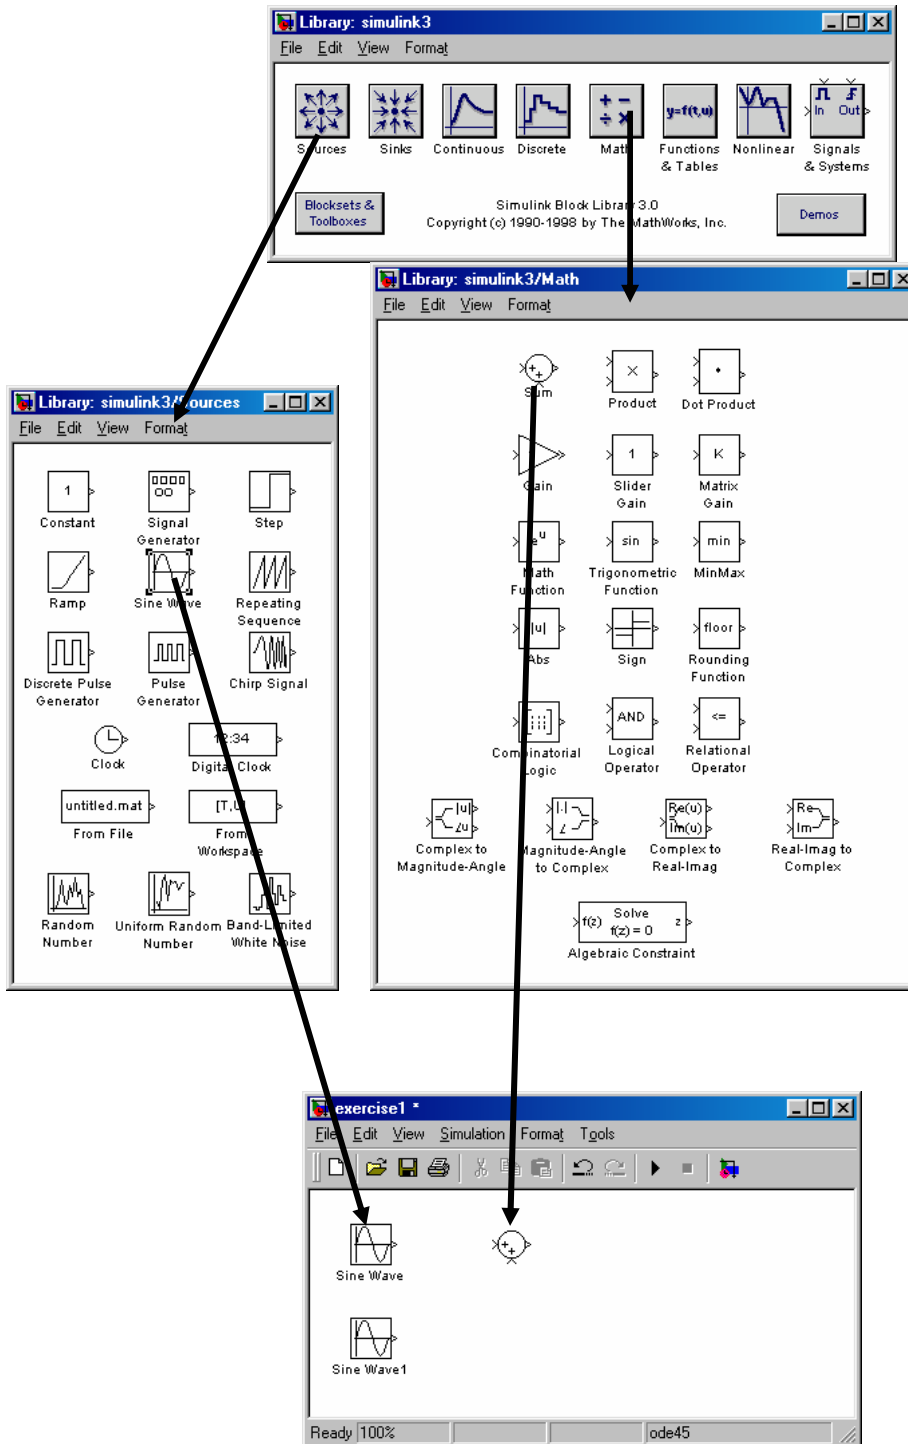 Library: simulink3
File Edit View Format
+ −
÷ ×
y=f(t,u)
In Out
Sources Sinks Continuous Discrete Math Functions & Tables Nonlinear Signals & Systems
Blocksets & Toolboxes
Simulink Block Library 3.0
Copyright (c) 1990-1998 by The MathWorks, Inc.
Demos
Library: simulink3/Math
File Edit View Format
+
+
Sum
×
Product
Dot Product
Gain
1
Slider
Gain
K
Matrix
Gain
e^u
Math
Function
sin
Trigonometric
Function
min
MinMax
|u|
Abs
Sign
floor
Rounding
Function
Combinatorial
Logic
AND
Logical
Operator
<=
Relational
Operator
|u|
∠u
Complex to
Magnitude-Angle
|.|
∠
Magnitude-Angle
to Complex
Re(u)
Im(u)
Complex to
Real-Imag
Re
Im
Real-Imag to
Complex
f(z) Solve z
f(z) = 0
Algebraic Constraint
Library: simulink3/Sources
File Edit View Format
1
Constant
Signal
Generator
Step
Ramp
Sine Wave
Repeating
Sequence
Discrete Pulse
Generator
Pulse
Generator
Chirp Signal
Clock
12:34
Digital Clock
untitled.mat
From File
[T,U]
From
Workspace
Random
Number
Uniform Random
Number
Band-Limited
White Noise
exercise1 *
File Edit View Simulation Format Tools
Sine Wave
+
+
Sine Wave1
Ready 100% ode45